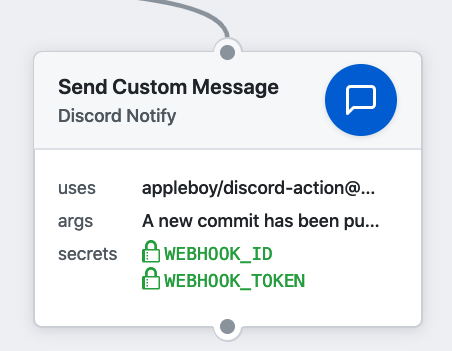 Send Custom Message
Discord Notify
uses appleboy/discord-action@...
args A new commit has been pu...
secrets WEBHOOK_ID
WEBHOOK_TOKEN